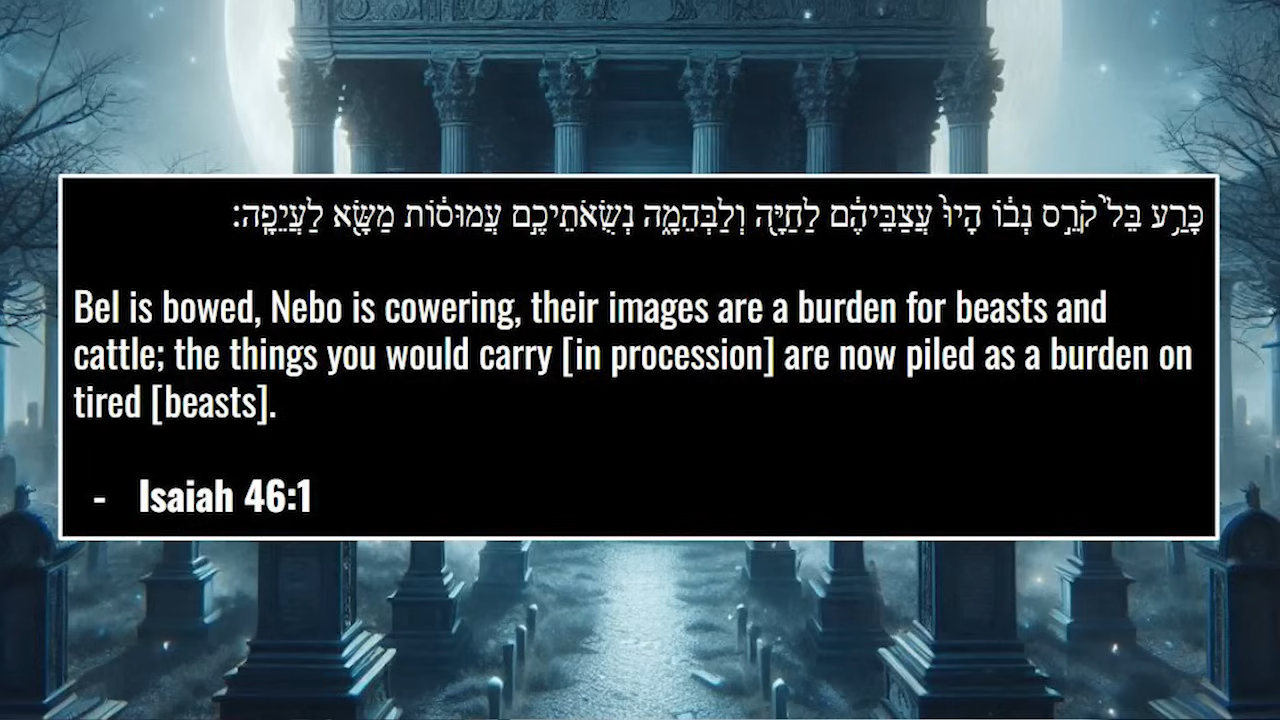 כָּרַ֥ע בֵּל֙ קֹרֵ֣ס נְב֔וֹ הָיוּ֙ עֲצַבֵּיהֶ֔ם לַחַיָּ֖ה וְלַבְּהֵמָ֑ה נְשֻׂאֹתֵיכֶ֣ם עֲמוּס֔וֹת מַשָּׂ֖א לַעֲיֵפָֽה׃
Bel is bowed, Nebo is cowering, their images are a burden for beasts and
cattle; the things you would carry [in procession] are now piled as a burden on
tired [beasts].
- Isaiah 46:1